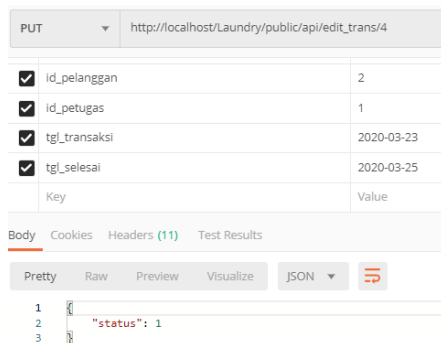 PUT http://localhost/Laundry/public/api/edit_trans/4
id_pelanggan 2
id_petugas 1
tgl_transaksi 2020-03-23
tgl_selesai 2020-03-25
Key Value
Body Cookies Headers (11) Test Results
Pretty Raw Preview Visualize JSON
1 {
2 "status": 1
3 }